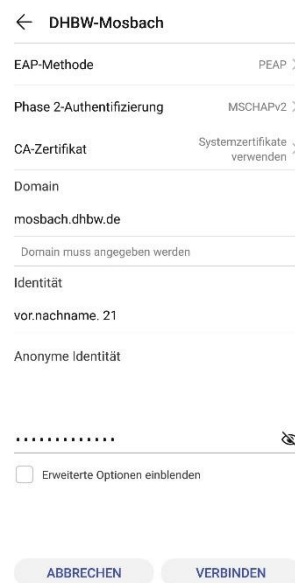 DHBW-Mosbach
EAP-Methode PEAP
Phase 2-Authentifizierung MSCHAPv2
CA-Zertifikat Systemzertifikate verwenden
Domain
mosbach.dhbw.de
Domain muss angegeben werden
Identität
vor.nachname. 21
Anonyme Identität
•••••••••••••
Erweiterte Optionen einblenden
ABBRECHEN VERBINDEN